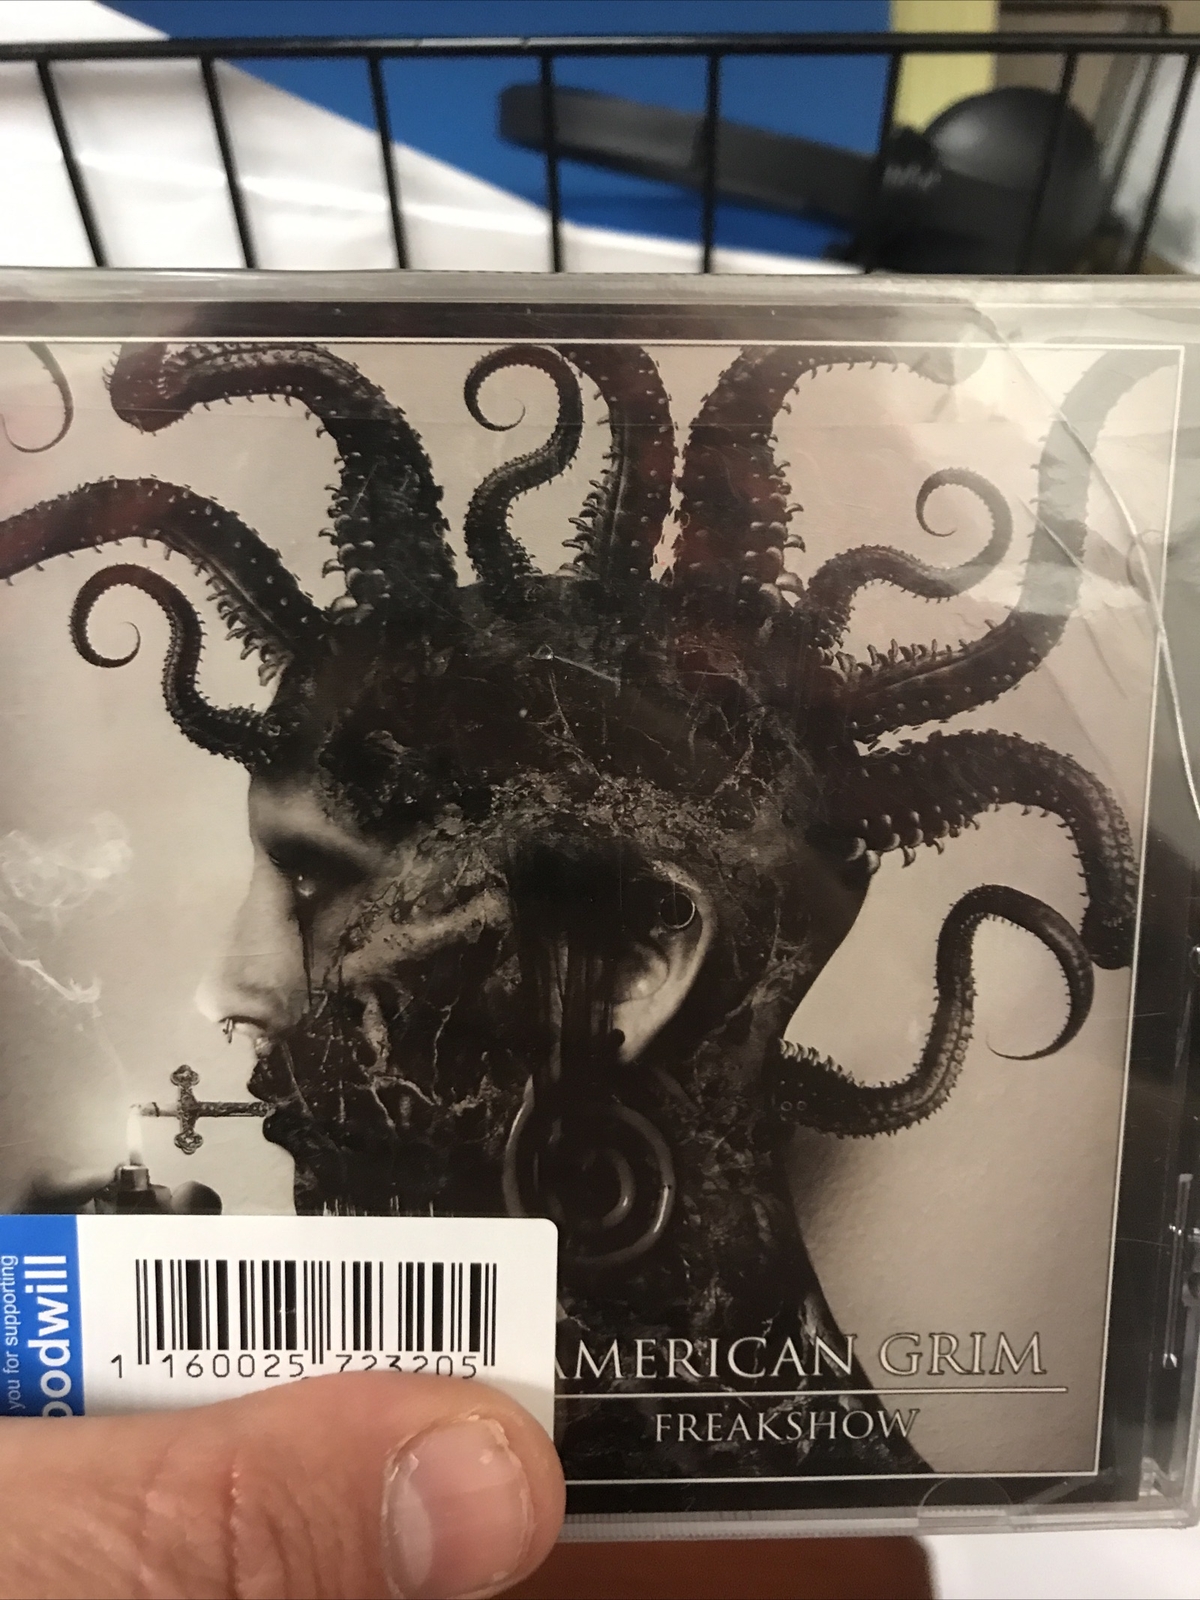 you for supporting
oodwill
1 160025 723205
AMERICAN GRIM
FREAKSHOW